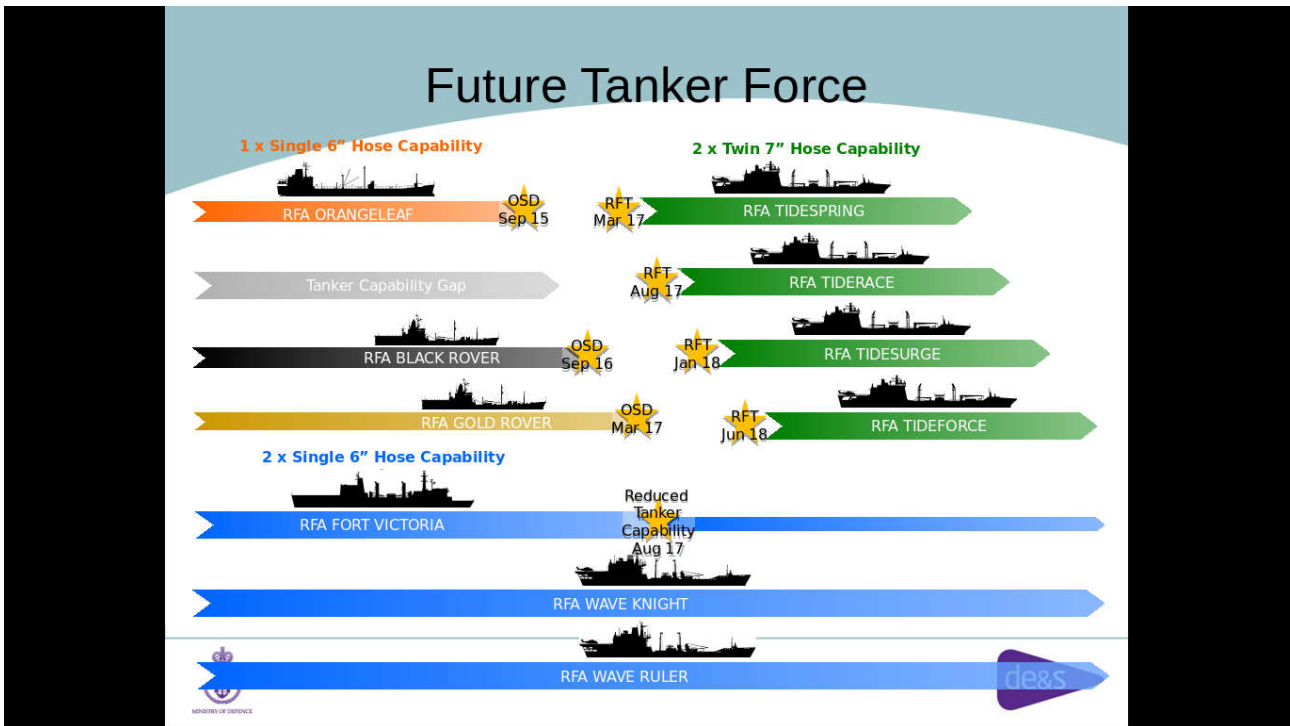 Future Tanker Force
1 x Single 6” Hose Capability
2 x Twin 7” Hose Capability
RFA ORANGELEAF
OSD
Sep 15
RFT
Mar 17
RFA TIDESPRING
Tanker Capability Gap
RFT
Aug 17
RFA TIDERACE
RFA BLACK ROVER
OSD
Sep 16
RFT
Jan 18
RFA TIDESURGE
RFA GOLD ROVER
OSD
Mar 17
RFT
Jun 18
RFA TIDEFORCE
2 x Single 6” Hose Capability
RFA FORT VICTORIA
Reduced
Tanker
Capability
Aug 17
RFA WAVE KNIGHT
RFA WAVE RULER
MINISTRY OF DEFENCE
de&s